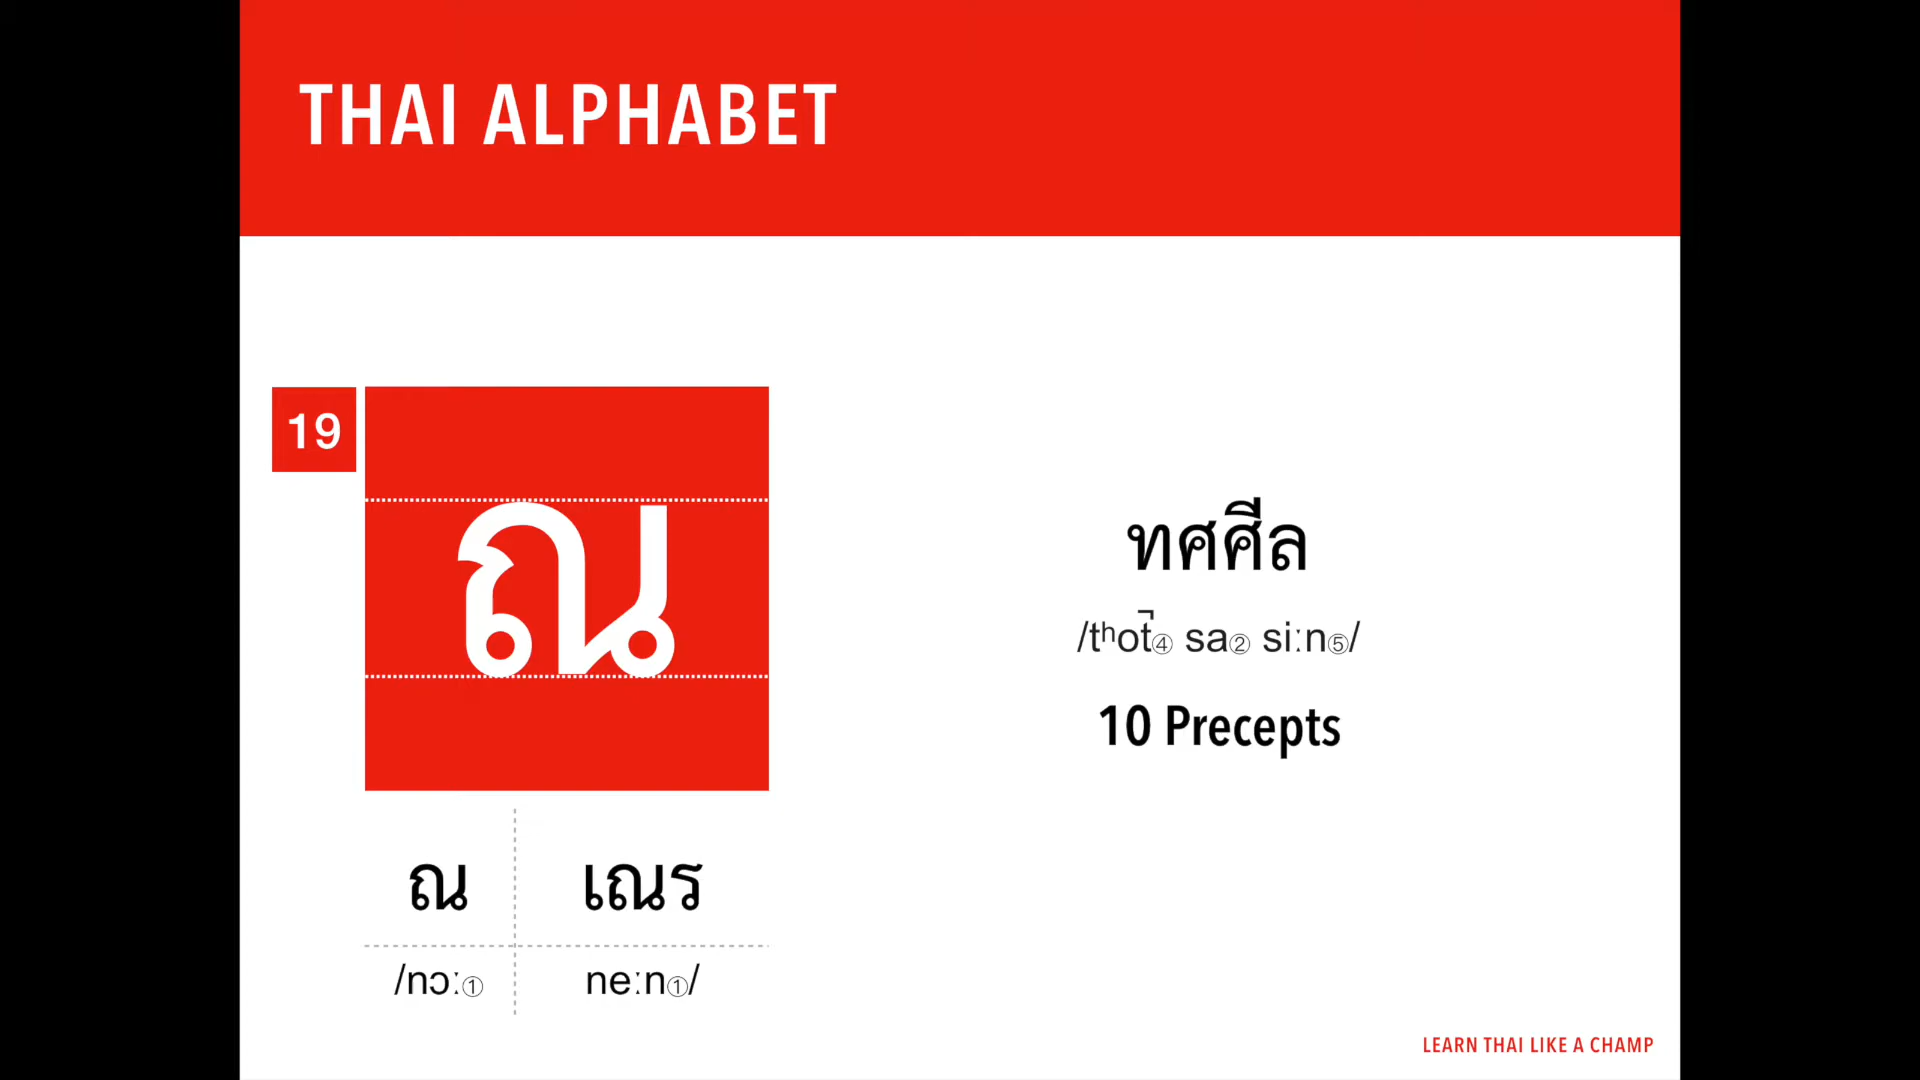 THAI ALPHABET
19
ณ
ทศศีล
/tʰot̚④ sa② siːn⑤/
10 Precepts
ณ เณร
/nɔː① neːn①/
LEARN THAI LIKE A CHAMP